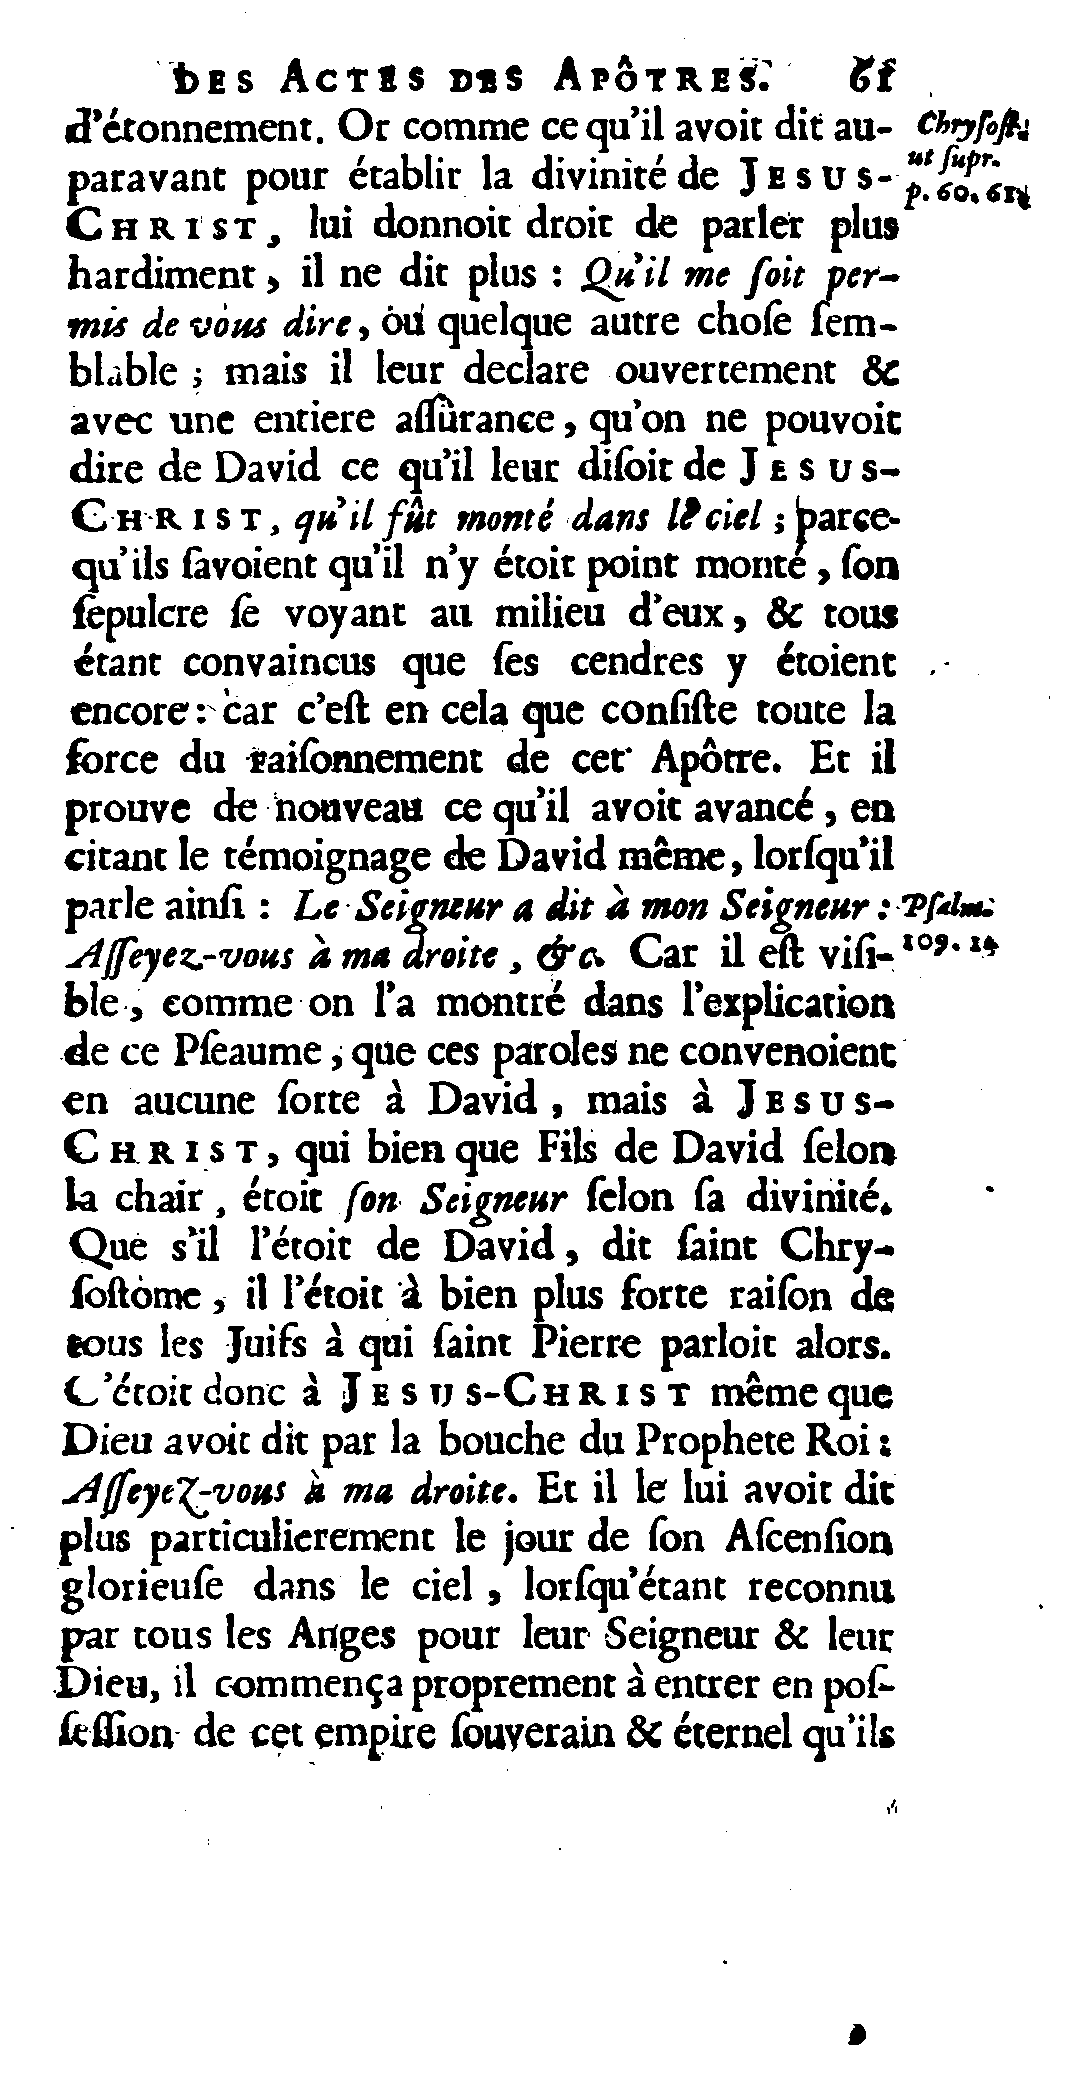 DES ACTES DES APÔTRES. 61
d'étonnement. Or comme ce qu'il avoit dit au-
Chrysost.
paravant pour établir la divinité de JESUS-
ut supr.
p. 60. 61.
CHRIST, lui donnoit droit de parler plus
hardiment, il ne dit plus : Qu'il me ſoit per-
mis de vous dire, ou quelque autre choſe ſem-
blable ; mais il leur declare ouvertement &
avec une entiere aſſûrance, qu'on ne pouvoit
dire de David ce qu'il leur diſoit de JESUS-
CHRIST, qu'il fût monté dans le ciel ; parce-
qu'ils ſavoient qu'il n'y étoit point monté, ſon
ſepulcre ſe voyant au milieu d'eux, & tous
étant convaincus que ſes cendres y étoient
encore : car c'eſt en cela que conſiſte toute la
force du raiſonnement de cet Apôtre. Et il
prouve de nouveau ce qu'il avoit avancé, en
citant le témoignage de David même, lorſqu'il
parle ainſi : Le Seigneur a dit à mon Seigneur :
Pſalm.
Aſſeyez-vous à ma droite, &c. Car il eſt viſi-
109. 1.
ble, comme on l'a montré dans l'explication
de ce Pſeaume, que ces paroles ne convenoient
en aucune ſorte à David, mais à JESUS-
CHRIST, qui bien que Fils de David ſelon
la chair, étoit ſon Seigneur ſelon ſa divinité.
Que s'il l'étoit de David, dit ſaint Chry-
ſoſtome, il l'étoit à bien plus forte raiſon de
tous les Juifs à qui ſaint Pierre parloit alors.
C'étoit donc à JESUS-CHRIST même que
Dieu avoit dit par la bouche du Prophete Roi :
Aſſeyez-vous à ma droite. Et il le lui avoit dit
plus particulierement le jour de ſon Aſcenſion
glorieuſe dans le ciel, lorſqu'étant reconnu
par tous les Anges pour leur Seigneur & leur
Dieu, il commença proprement à entrer en poſ-
ſeſſion de cet empire ſouverain & éternel qu'ils